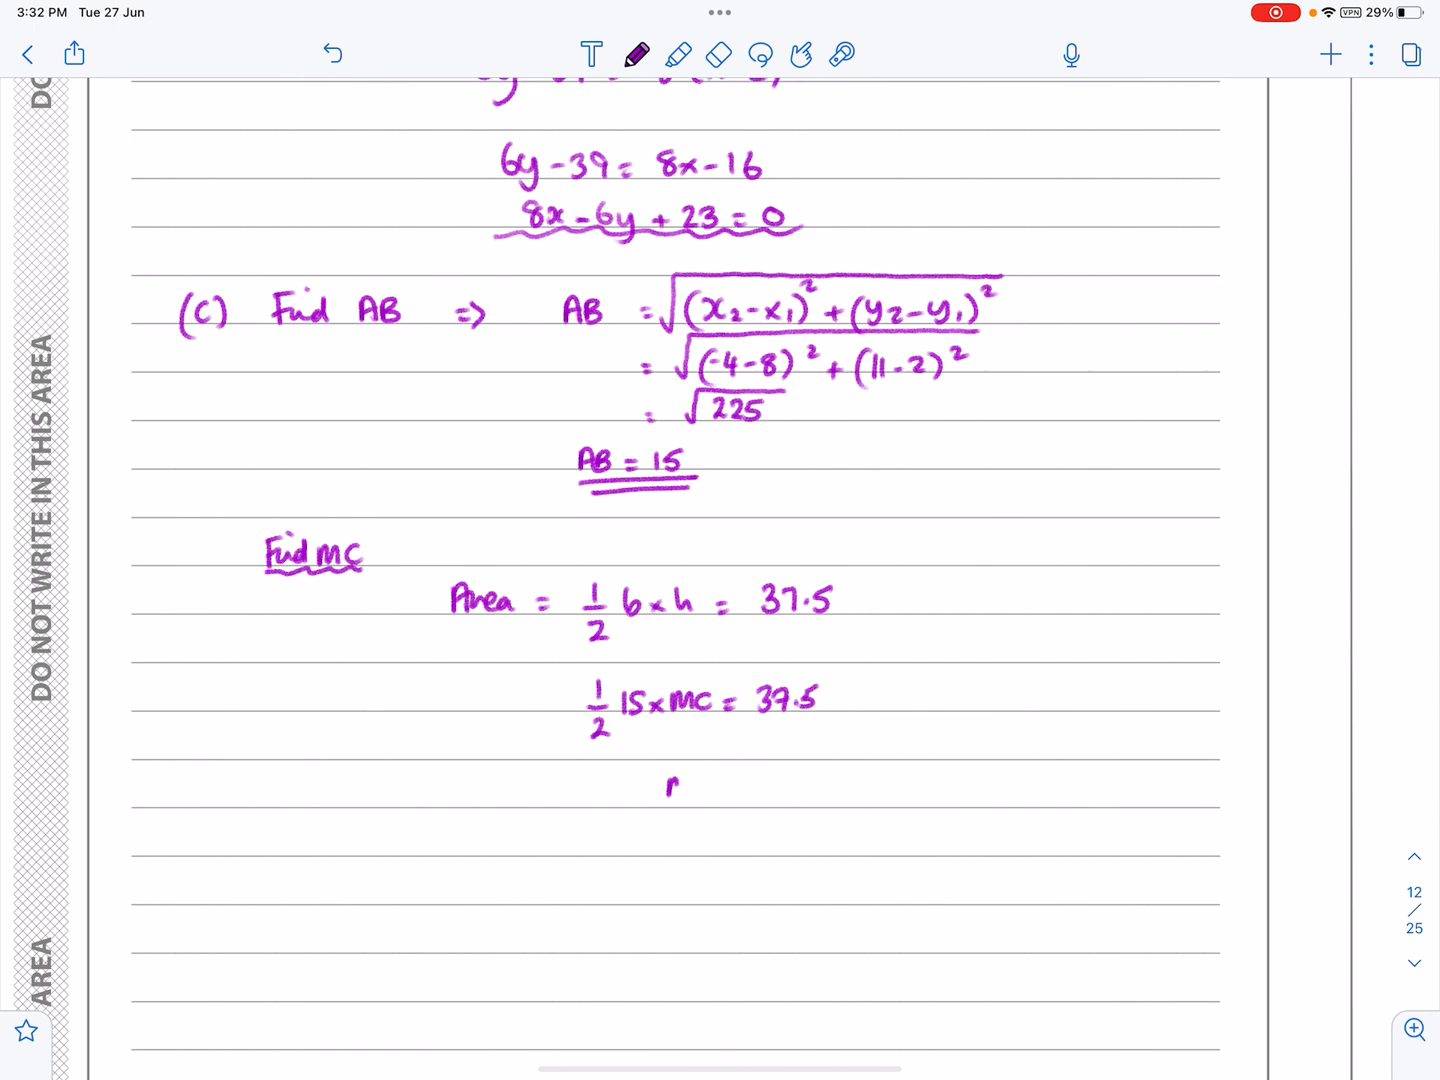 3:32 PM Tue 27 Jun
VPN 29%
DO NOT WRITE IN THIS AREA
AREA
6y - 39 = 8x - 16
8x - 6y + 23 = 0
(C) Find AB => AB = √(x₂-x₁)² + (y₂-y₁)²
= √(-4-8)² + (11-2)²
= √225
AB = 15
Find MC
Area = 1/2 b x h = 37.5
1/2 15 x MC = 37.5
12
/
25